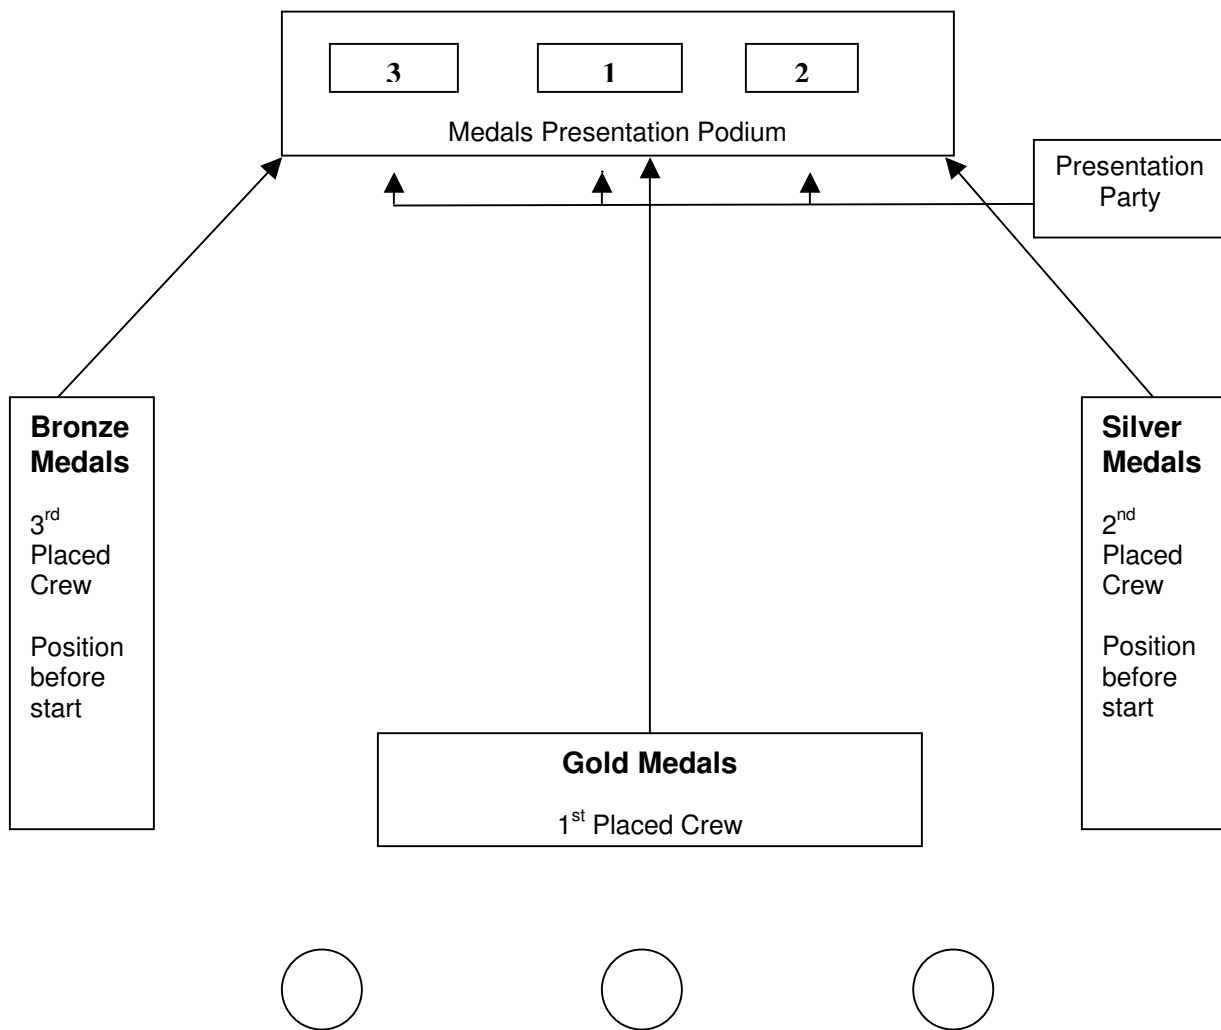 3 1 2
Medals Presentation Podium
Presentation
Party
Bronze
Medals
3rd
Placed
Crew
Position
before
start
Silver
Medals
2nd
Placed
Crew
Position
before
start
Gold Medals
1st Placed Crew